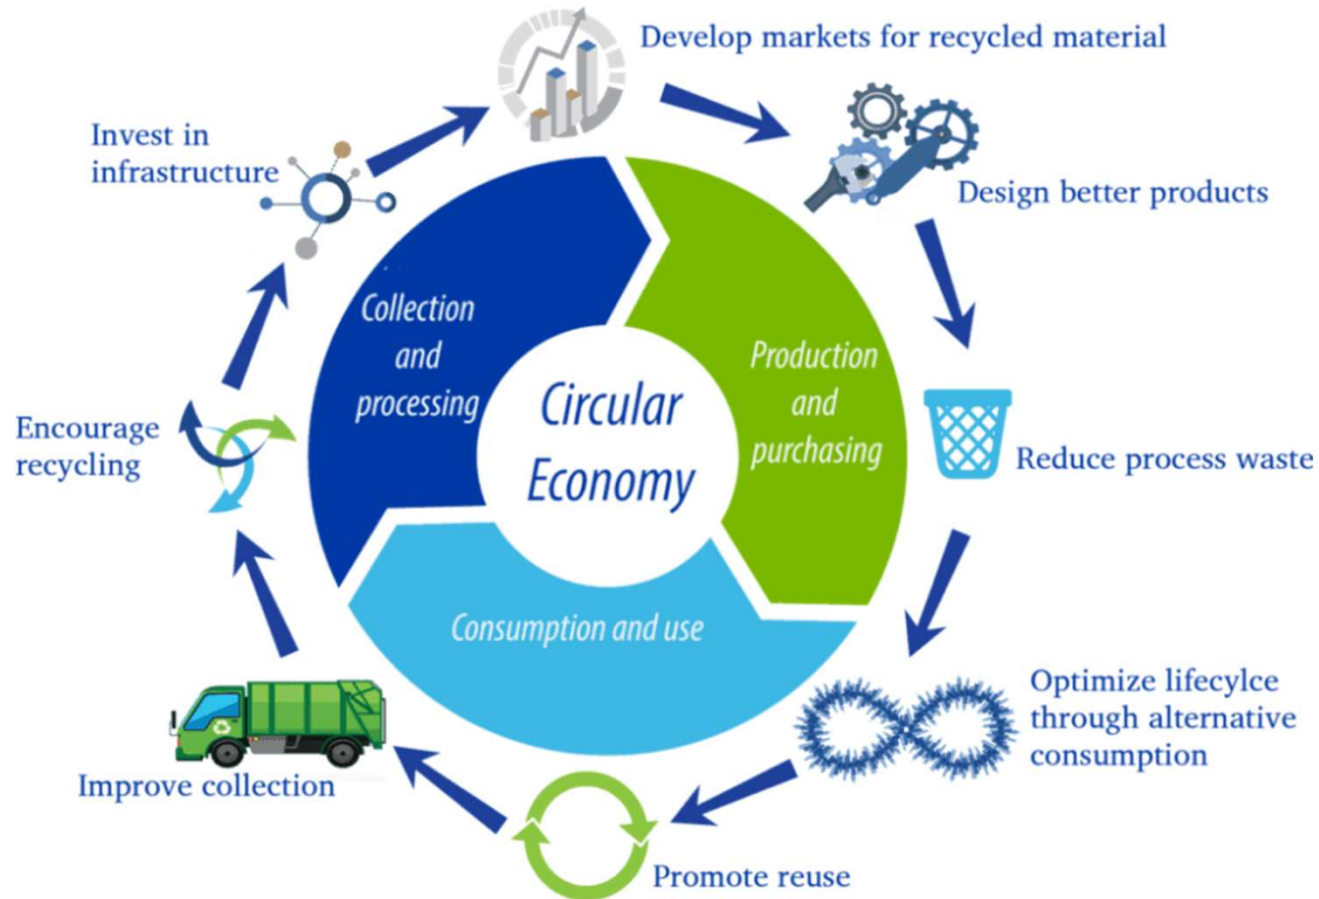 Develop markets for recycled material
Invest in
infrastructure
Design better products
Collection
and
processing
Production
and
purchasing
Circular
Economy
Encourage
recycling
Reduce process waste
Consumption and use
Optimize lifecylce
through alternative
consumption
Improve collection
Promote reuse